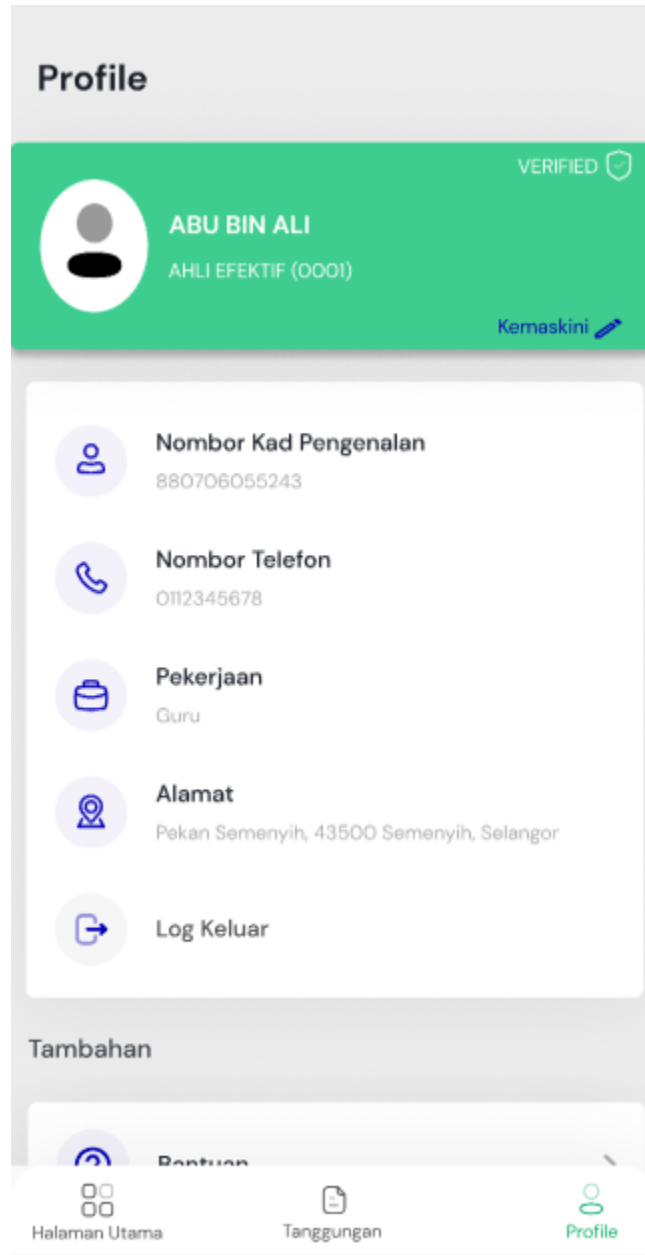 Profile
VERIFIED
ABU BIN ALI
AHLI EFEKTIF (0001)
Kemaskini
Nombor Kad Pengenalan
880706055243
Nombor Telefon
0112345678
Pekerjaan
Guru
Alamat
Pekan Semenyih, 43500 Semenyih, Selangor
Log Keluar
Tambahan
Bantuan
Halaman Utama
Tanggungan
Profile